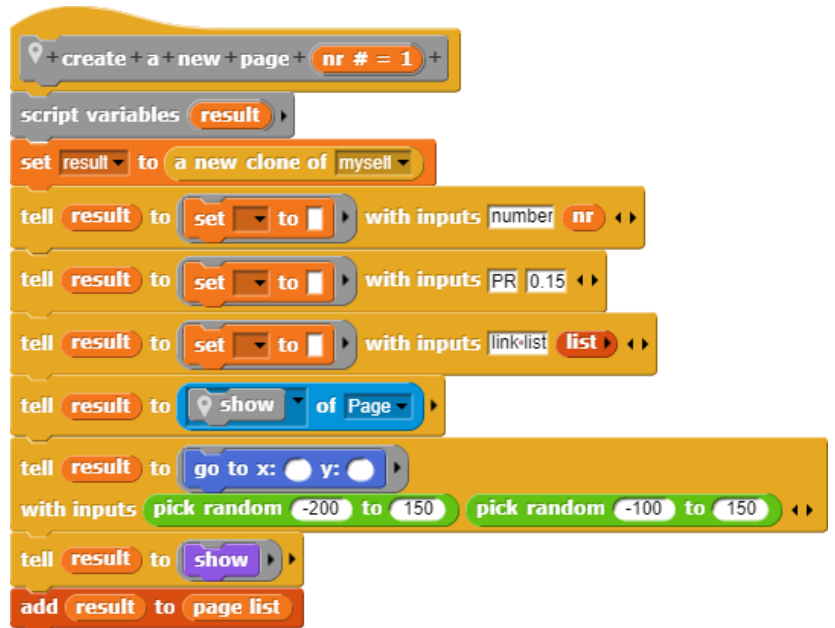 + create + a + new + page + nr # = 1 +
script variables result
set result to a new clone of myself
tell result to set to with inputs number nr
tell result to set to with inputs PR 0.15
tell result to set to with inputs link list list
tell result to show of Page
tell result to go to x: y:
with inputs pick random -200 to 150 pick random -100 to 150
tell result to show
add result to page list